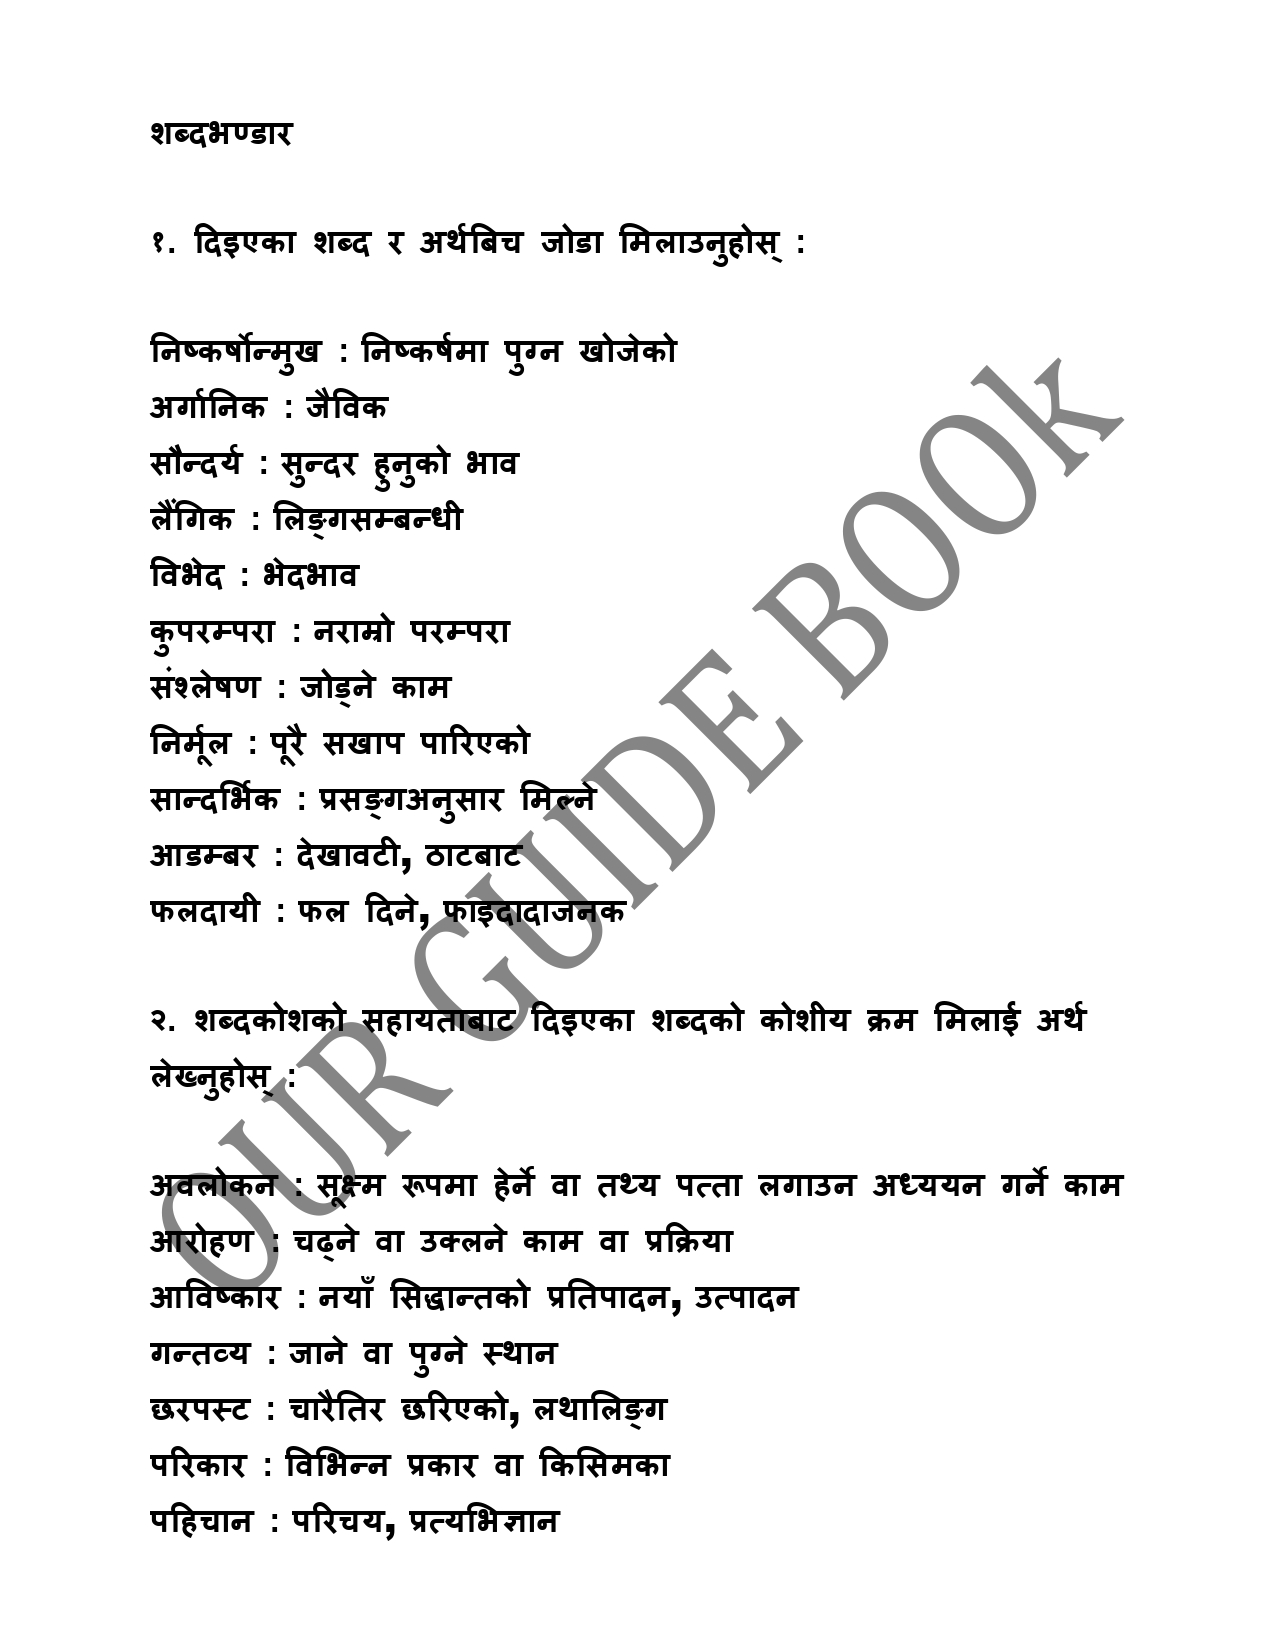 शब्दभण्डार
१. दिइएका शब्द र अर्थबिच जोडा मिलाउनुहोस् :
निष्कर्षोन्मुख : निष्कर्षमा पुग्न खोजेको
अर्गानिक : जैविक
सौन्दर्य : सुन्दर हुनुको भाव
लैंगिक : लिङ्गसम्बन्धी
विभेद : भेदभाव
कुपरम्परा : नराम्रो परम्परा
संश्लेषण : जोड्ने काम
निर्मूल : पूरै सखाप पारिएको
सान्दर्भिक : प्रसङ्गअनुसार मिल्ने
आडम्बर : देखावटी, ठाटबाट
फलदायी : फल दिने, फाइदादाजनक
२. शब्दकोशको सहायताबाट दिइएका शब्दको कोशीय क्रम मिलाई अर्थ
लेख्नुहोस् :
अवलोकन : सूक्ष्म रूपमा हेर्ने वा तथ्य पत्ता लगाउन अध्ययन गर्ने काम
आरोहण : चढ्ने वा उक्लने काम वा प्रक्रिया
आविष्कार : नयाँ सिद्धान्तको प्रतिपादन, उत्पादन
गन्तव्य : जाने वा पुग्ने स्थान
छरपस्ट : चारैतिर छरिएको, लथालिङ्ग
परिकार : विभिन्न प्रकार वा किसिमका
पहिचान : परिचय, प्रत्यभिज्ञान
OUR GUIDE BOOk